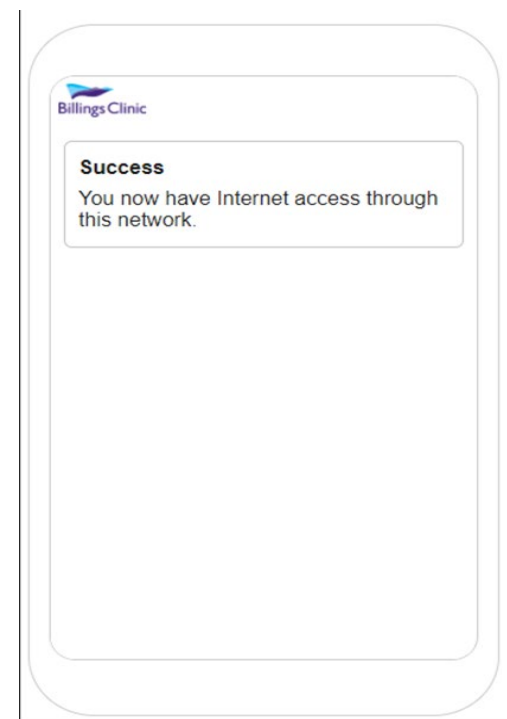 Billings Clinic
Success
You now have Internet access through
this network.